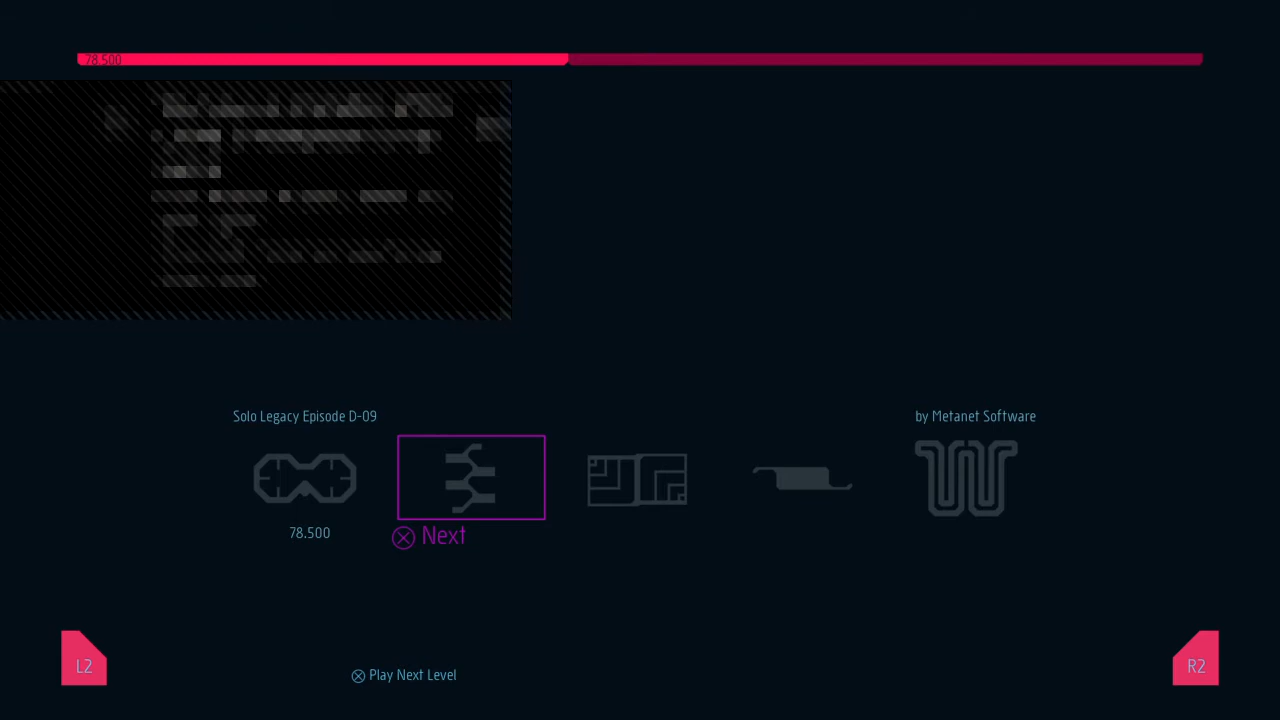 78.500
Solo Legacy Episode D-09
by Metanet Software
78.500
Next
L2
R2
Play Next Level